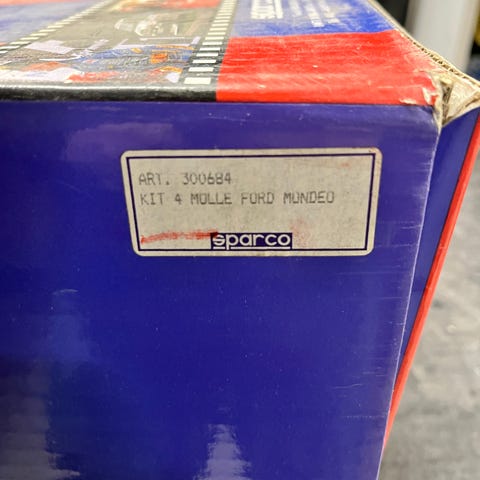 ART. 300684
KIT 4 MOLLE FORD MONDEO
sparco